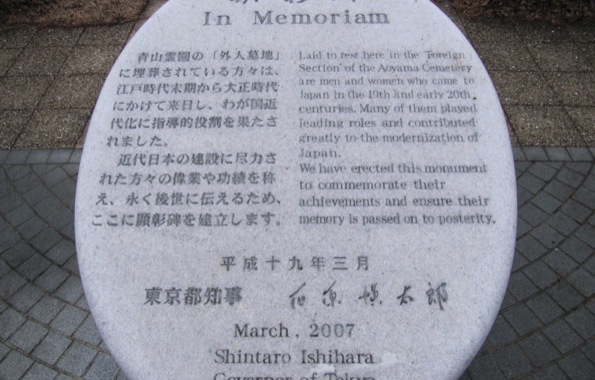 In Memoriam
青山霊園の「外人墓地」
に埋葬されている方々は、
江戸時代末期から大正時代
にかけて来日し、わが国近
代化に指導的役割を果たさ
れました。
近代日本の建設に尽力さ
れた方々の偉業や功績を称
え、永く後世に伝えるため、
ここに顕彰碑を建立します。
Laid to rest here in the 'Foreign
Section' of the Aoyama Cemetery
are men and women who came to
Japan in the 19th and early 20th
centuries. Many of them played
leading roles and contributed
greatly to the modernization of
Japan.
We have erected this monument
to commemorate their
achievements and ensure their
memory is passed on to posterity.
平成十九年三月
東京都知事 石原慎太郎
March, 2007
Shintaro Ishihara
Governor of Tokyo